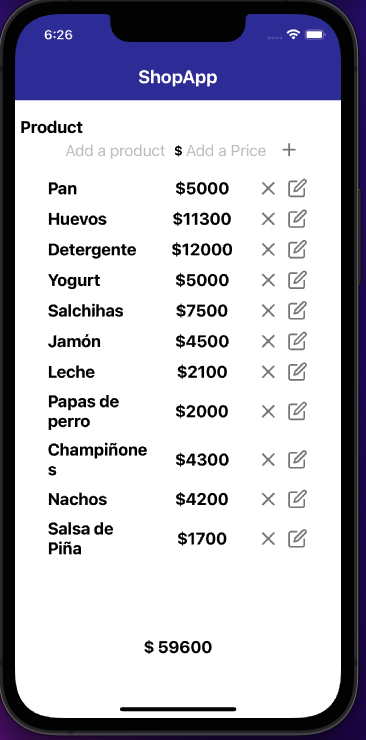 6:26
ShopApp
Product
Add a product $ Add a Price +
Pan $5000
Huevos $11300
Detergente $12000
Yogurt $5000
Salchihas $7500
Jamón $4500
Leche $2100
Papas de
perro $2000
Champiñone
s $4300
Nachos $4200
Salsa de
Piña $1700
$ 59600